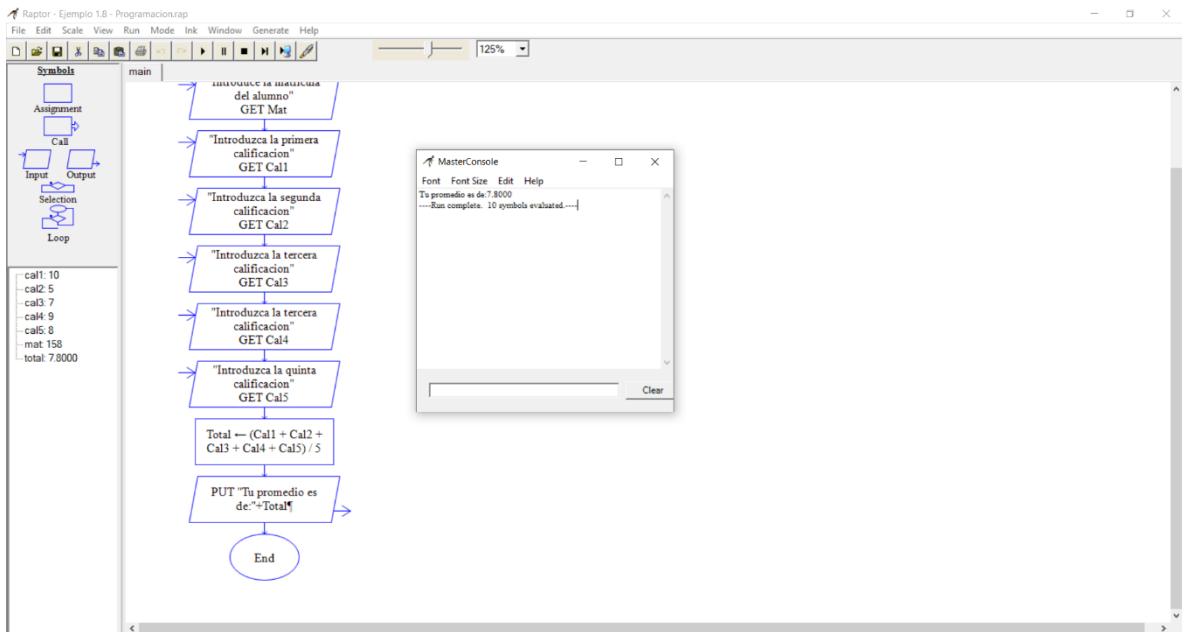 Raptor - Ejemplo 1.8 - Programacion.rap
File Edit Scale View Run Mode Ink Window Generate Help
125%
Symbols
Assignment
Call
Input Output
Selection
Loop
cal1: 10
cal2: 5
cal3: 7
cal4: 9
cal5: 8
mat: 158
total: 7.8000
main
"Introduce la matricula
del alumno"
GET Mat
"Introduzca la primera
calificacion"
GET Cal1
"Introduzca la segunda
calificacion"
GET Cal2
"Introduzca la tercera
calificacion"
GET Cal3
"Introduzca la tercera
calificacion"
GET Cal4
"Introduzca la quinta
calificacion"
GET Cal5
Total ← (Cal1 + Cal2 +
Cal3 + Cal4 + Cal5) / 5
PUT "Tu promedio es
de:"+Total¶
End
MasterConsole
Font Font Size Edit Help
Tu promedio es de:7.8000
----Run complete. 10 symbols evaluated.----
Clear